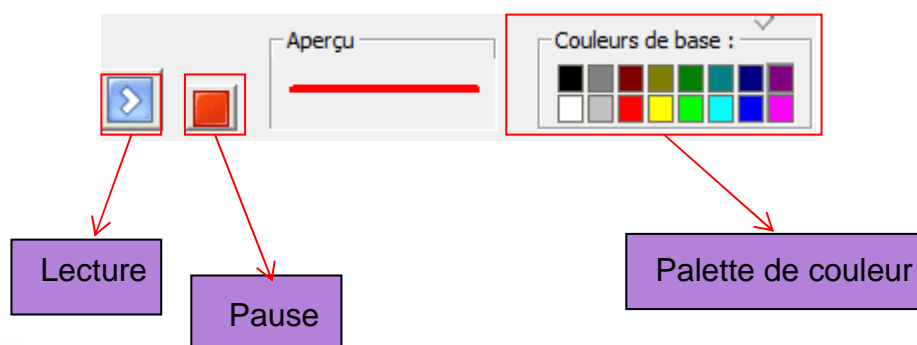 Aperçu
Couleurs de base :
Lecture
Pause
Palette de couleur